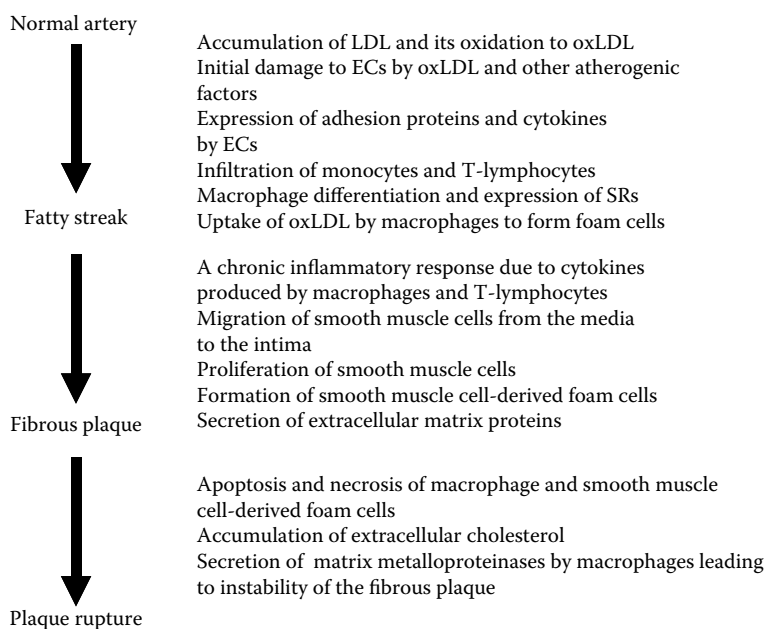 Normal artery
Accumulation of LDL and its oxidation to oxLDL
Initial damage to ECs by oxLDL and other atherogenic
factors
Expression of adhesion proteins and cytokines
by ECs
Infiltration of monocytes and T-lymphocytes
Macrophage differentiation and expression of SRs
Uptake of oxLDL by macrophages to form foam cells
Fatty streak
A chronic inflammatory response due to cytokines
produced by macrophages and T-lymphocytes
Migration of smooth muscle cells from the media
to the intima
Proliferation of smooth muscle cells
Formation of smooth muscle cell-derived foam cells
Secretion of extracellular matrix proteins
Fibrous plaque
Apoptosis and necrosis of macrophage and smooth muscle
cell-derived foam cells
Accumulation of extracellular cholesterol
Secretion of matrix metalloproteinases by macrophages leading
to instability of the fibrous plaque
Plaque rupture